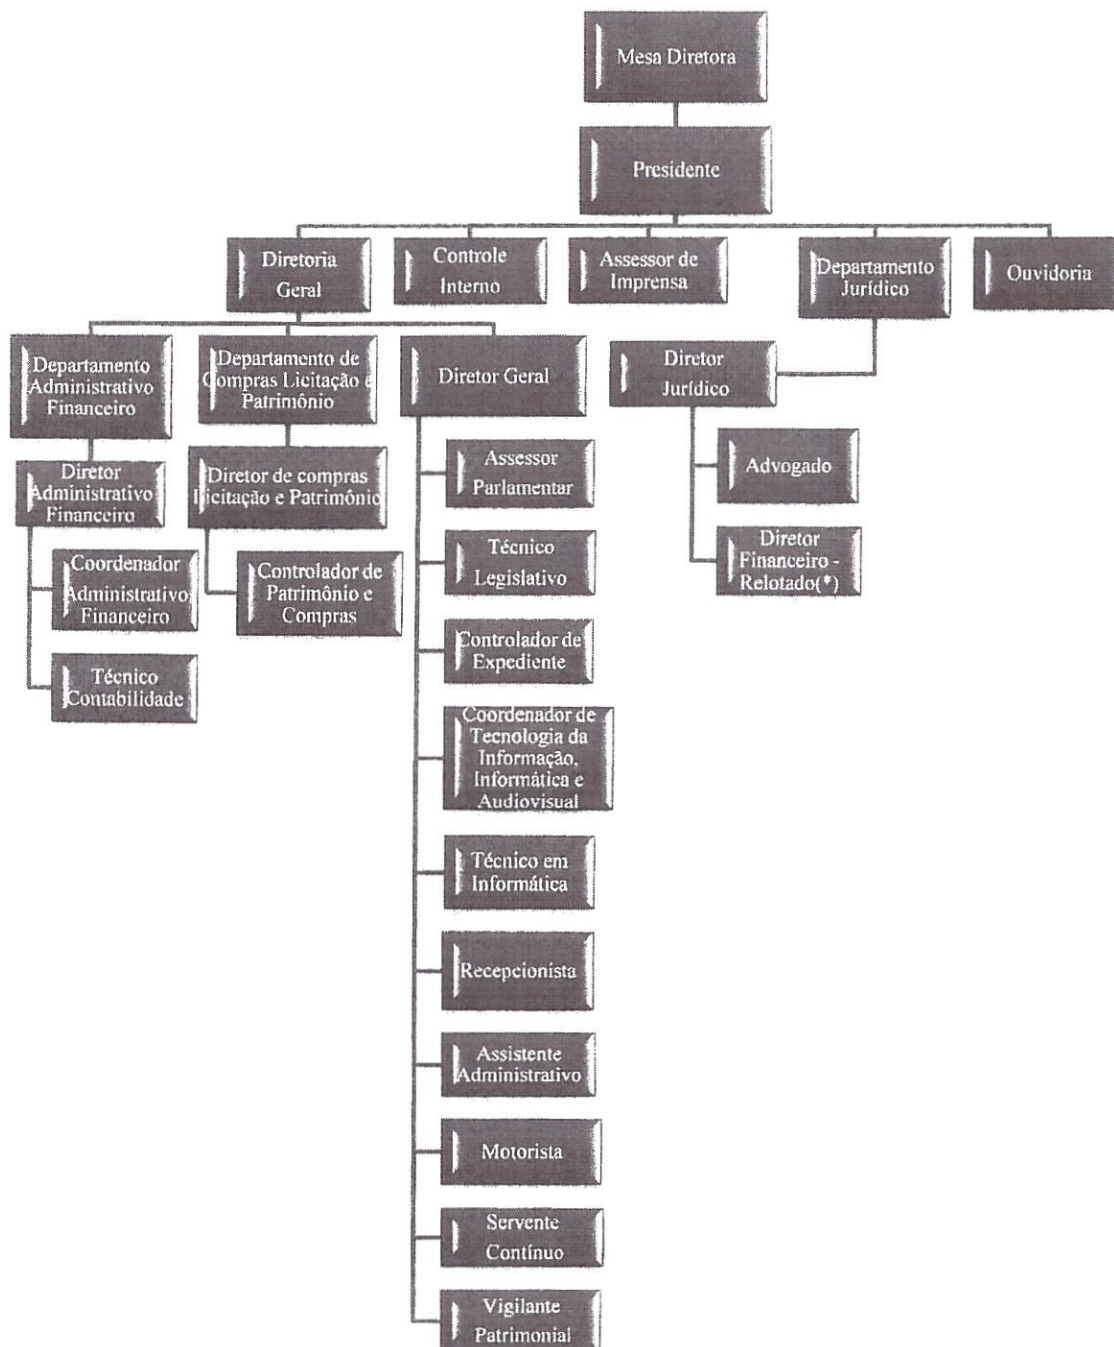 Mesa Diretora
Presidente
Diretoria
Geral
Controle
Interno
Assessor de
Imprensa
Departamento
Jurídico
Ouvidoria
Departamento
Administrativo
Financeiro
Departamento de
Compras Licitação e
Patrimônio
Diretor Geral
Diretor
Jurídico
Diretor
Administrativo
Financeiro
Diretor de compras
Licitação e Patrimônio
Assessor
Parlamentar
Advogado
Coordenador
Administrativo
Financeiro
Controlador de
Patrimônio e
Compras
Técnico
Legislativo
Diretor
Financeiro -
Relotado(*)
Técnico
Contabilidade
Controlador de
Expediente
Coordenador de
Tecnologia da
Informação,
Informática e
Audiovisual
Técnico em
Informática
Recepcionista
Assistente
Administrativo
Motorista
Servente
Contínuo
Vigilante
Patrimonial